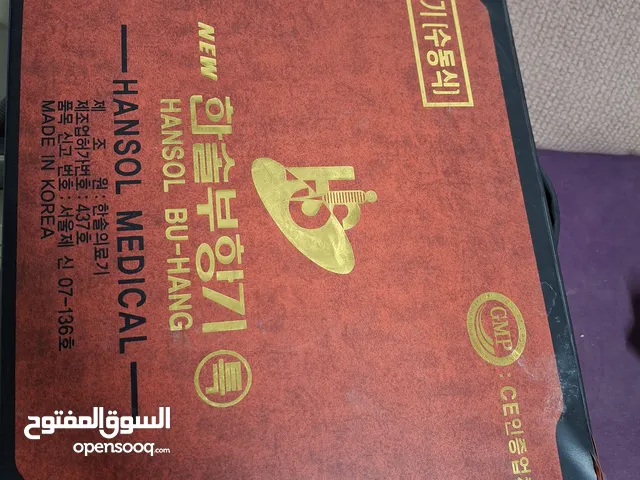 기 (수동식)
GMP : CE인증업
NEW 한솔부항기 특
HANSOL BU-HANG
HANSOL MEDICAL
제 조 원 : 한솔의료기
제조업허가번호 : 437호
품목 신고 번호 : 서울제 신 07-136호
MADE IN KOREA
السوق المفتوح
opensooq.com